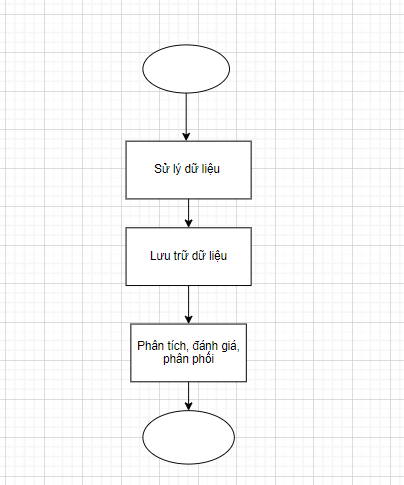 Sử lý dữ liệu
Lưu trữ dữ liệu
Phân tích, đánh giá,
phân phối